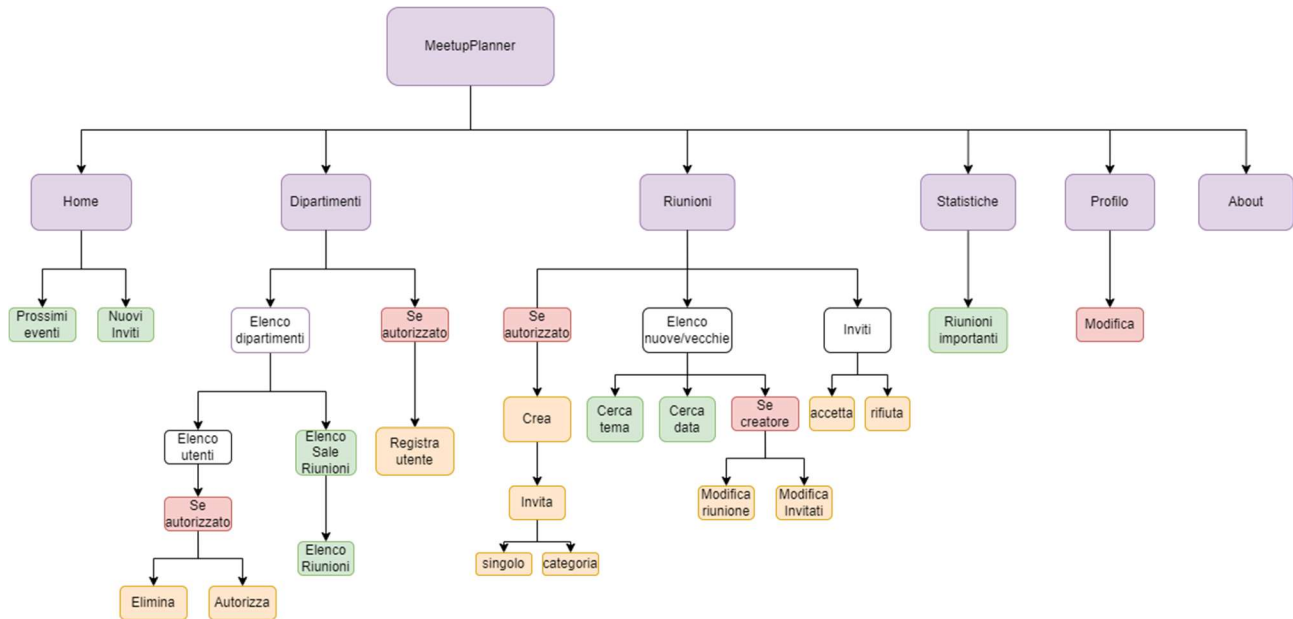 MeetupPlanner
Home
Dipartimenti
Riunioni
Statistiche
Profilo
About
Prossimi
eventi
Nuovi
Inviti
Elenco
dipartimenti
Se
autorizzato
Se
autorizzato
Elenco
nuove/vecchie
Inviti
Riunioni
importanti
Modifica
Elenco
utenti
Elenco
Sale
Riunioni
Registra
utente
Crea
Cerca
tema
Cerca
data
Se
creatore
accetta
rifiuta
Se
autorizzato
Elenco
Riunioni
Invita
Modifica
riunione
Modifica
Invitati
Elimina
Autorizza
singolo
categoria